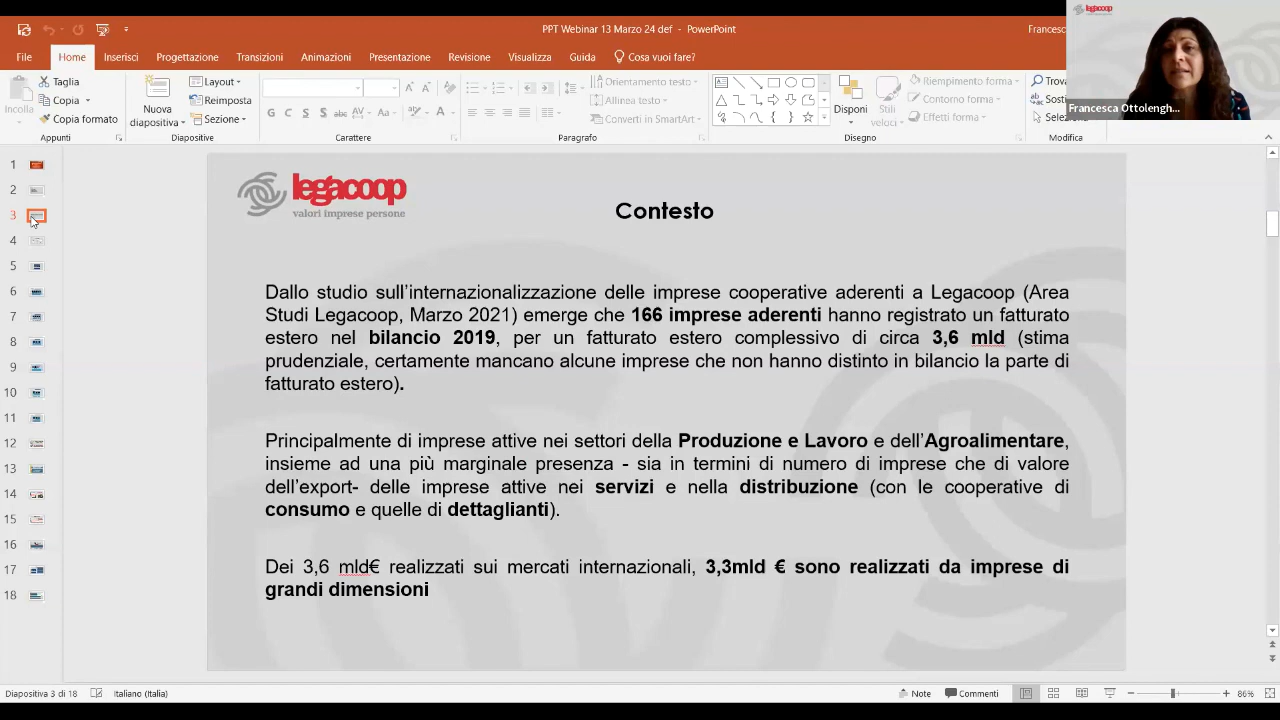 PPT Webinar 13 Marzo 24 def - PowerPoint
Francesc
legacoop
File Home Inserisci Progettazione Transizioni Animazioni Presentazione Revisione Visualizza Guida Cosa vuoi fare?
Francesca Ottolengh...
Incolla
Taglia
Copia
Copia formato
Appunti
Nuova
diapositiva
Layout
Reimposta
Sezione
Diapositive
G C S S abc AV Aa A
Carattere
Orientamento testo
Allinea testo
Converti in SmartArt
Paragrafo
Disponi
Stili
veloci
Riempimento forma
Contorno forma
Effetti forma
Disegno
Trova
Sosti
Selezio
Modifica
1
2
3
4
5
6
7
8
9
10
11
12
13
14
15
16
17
18
legacoop
valori imprese persone
Contesto
Dallo studio sull'internazionalizzazione delle imprese cooperative aderenti a Legacoop (Area
Studi Legacoop, Marzo 2021) emerge che 166 imprese aderenti hanno registrato un fatturato
estero nel bilancio 2019, per un fatturato estero complessivo di circa 3,6 mld (stima
prudenziale, certamente mancano alcune imprese che non hanno distinto in bilancio la parte di
fatturato estero).
Principalmente di imprese attive nei settori della Produzione e Lavoro e dell'Agroalimentare,
insieme ad una più marginale presenza - sia in termini di numero di imprese che di valore
dell'export- delle imprese attive nei servizi e nella distribuzione (con le cooperative di
consumo e quelle di dettaglianti).
Dei 3,6 mld€ realizzati sui mercati internazionali, 3,3mld € sono realizzati da imprese di
grandi dimensioni
Diapositiva 3 di 18 Italiano (Italia) Note Commenti 86%